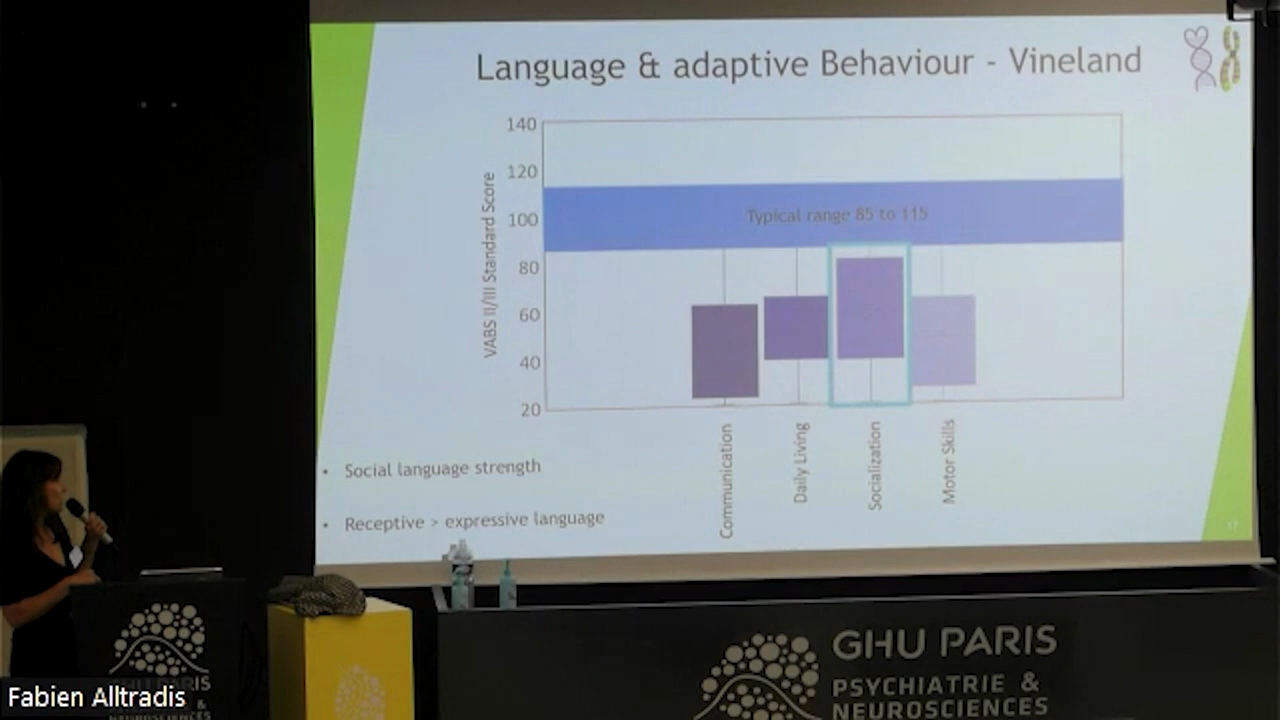 Language & adaptive Behaviour - Vineland
VABS II/III Standard Score
140
120
100
80
60
40
20
Typical range 85 to 115
Communication
Daily Living
Socialization
Motor Skills
• Social language strength
• Receptive > expressive language
17
GHU PARIS
PSYCHIATRIE &
NEUROSCIENCES
Fabien Alltradis